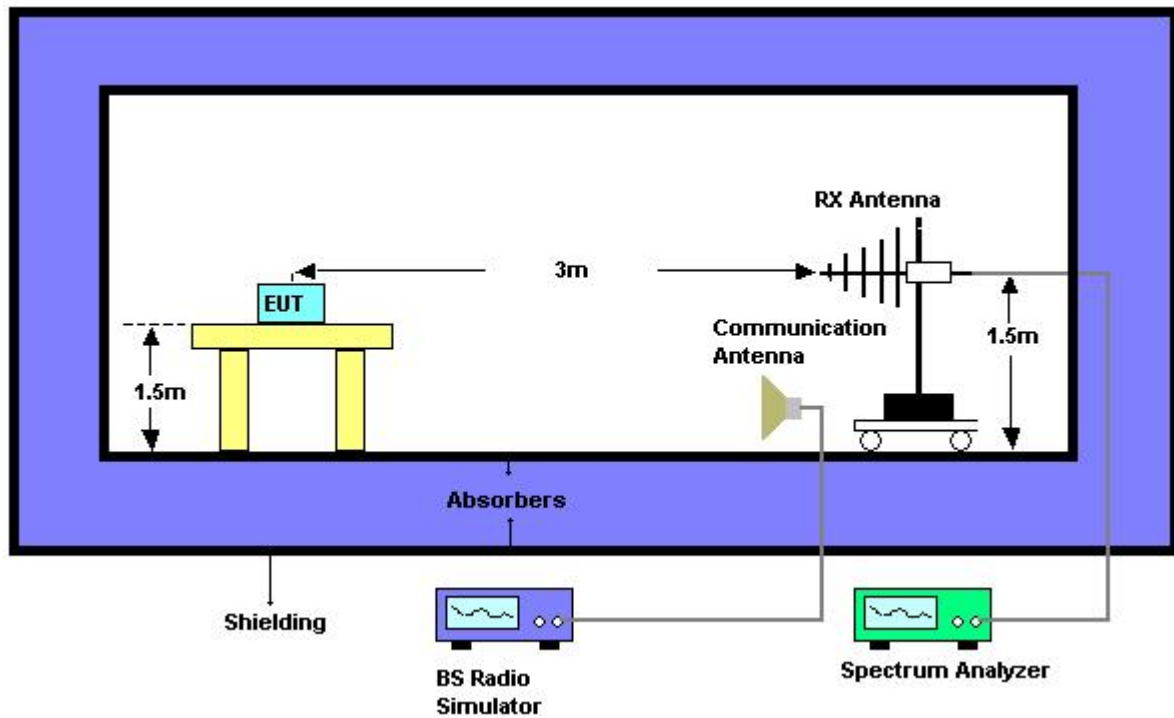 RX Antenna
3m
EUT
Communication
Antenna
1.5m
1.5m
Absorbers
Shielding
BS Radio
Simulator
Spectrum Analyzer